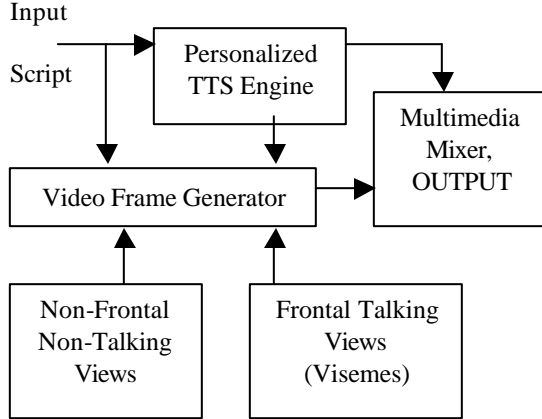 Input
Script
Personalized
TTS Engine
Multimedia
Mixer,
OUTPUT
Video Frame Generator
Non-Frontal
Non-Talking
Views
Frontal Talking
Views
(Visemes)